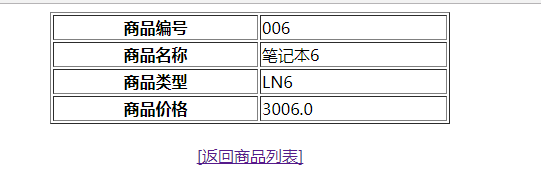 商品编号 006
商品名称 笔记本6
商品类型 LN6
商品价格 3006.0
[返回商品列表]